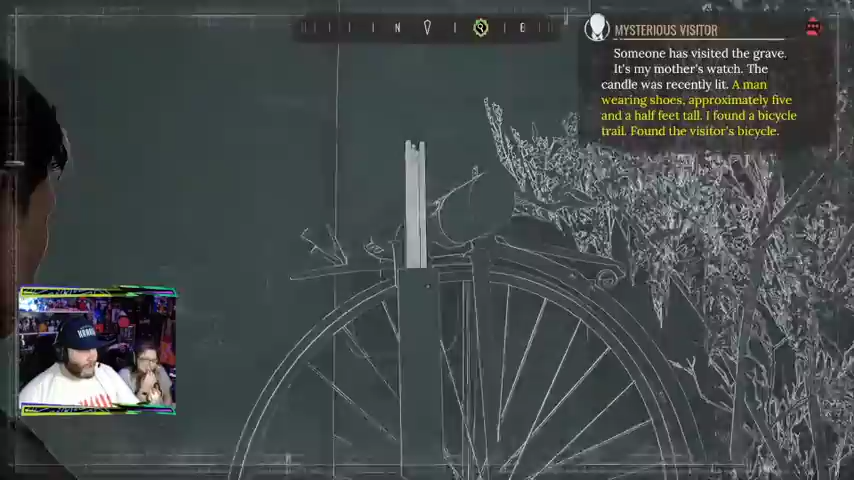 N
E
MYSTERIOUS VISITOR
Someone has visited the grave.
It's my mother's watch. The
candle was recently lit. A man
wearing shoes, approximately five
and a half feet tall. I found a bicycle
trail. Found the visitor's bicycle.